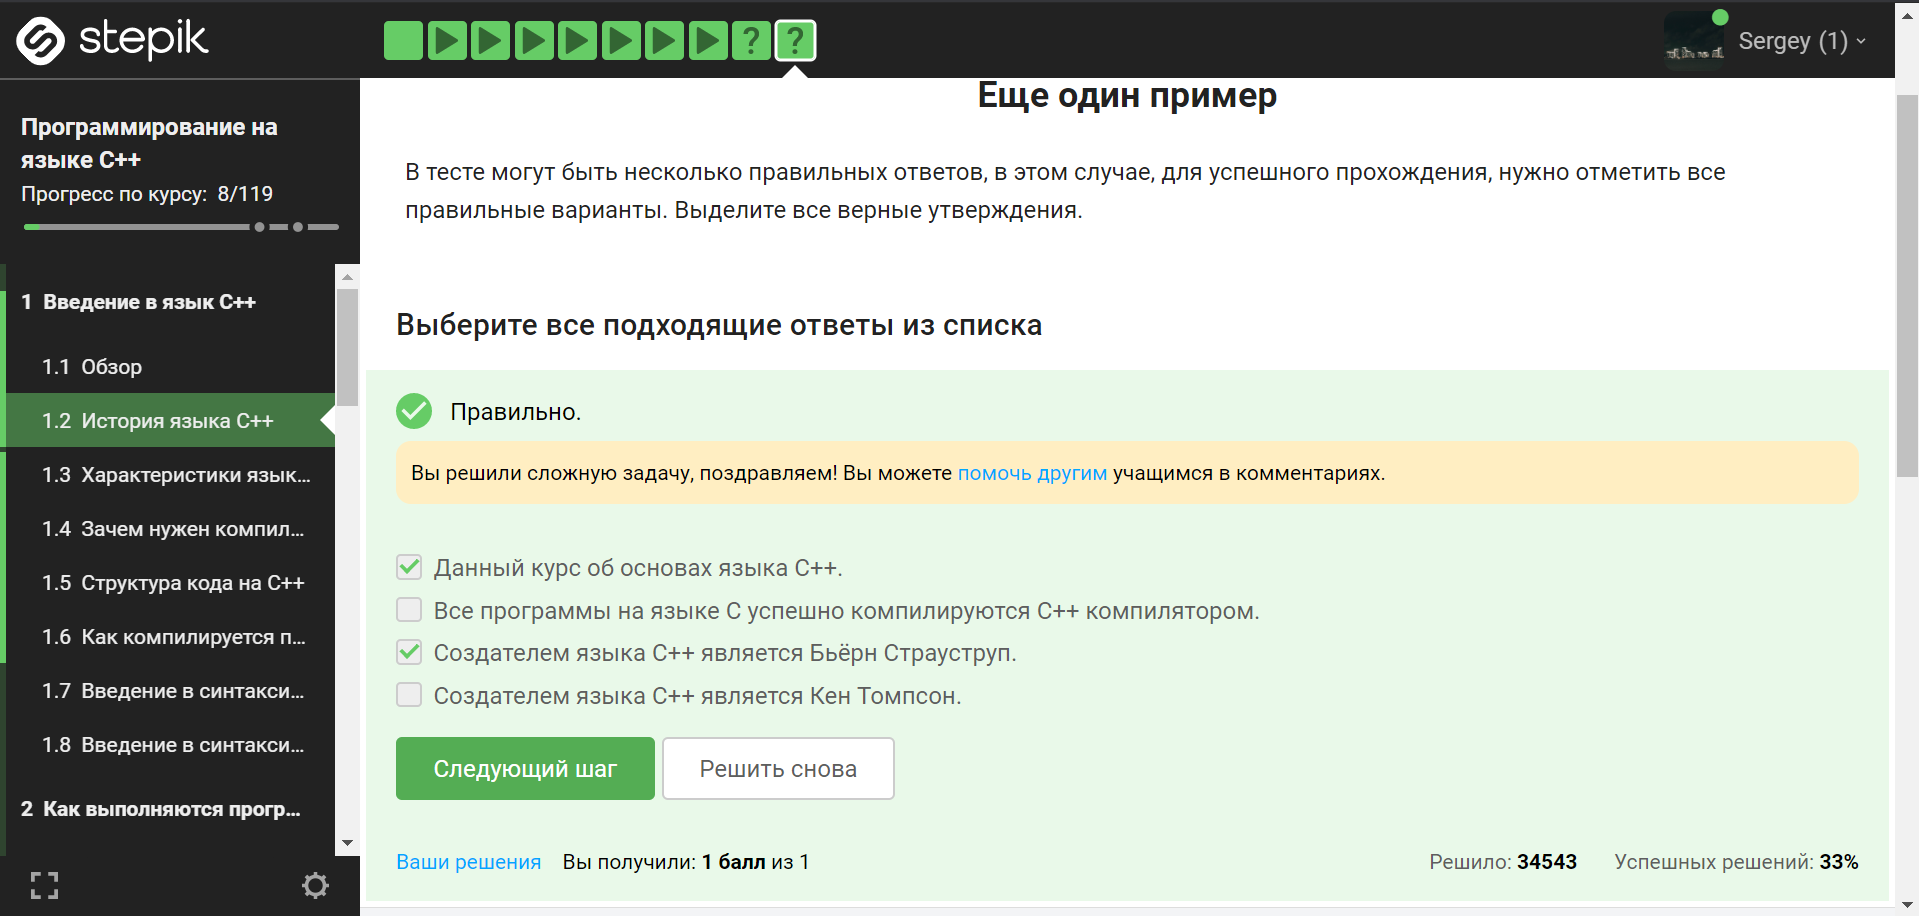 stepik
?
?
Sergey (1)
Программирование на
языке C++
Прогресс по курсу: 8/119
1 Введение в язык C++
1.1 Обзор
1.2 История языка C++
1.3 Характеристики язык...
1.4 Зачем нужен компил...
1.5 Структура кода на C++
1.6 Как компилируется п...
1.7 Введение в синтакси...
1.8 Введение в синтакси...
2 Как выполняются прогр...
Еще один пример
В тесте могут быть несколько правильных ответов, в этом случае, для успешного прохождения, нужно отметить все
правильные варианты. Выделите все верные утверждения.
Выберите все подходящие ответы из списка
Правильно.
Вы решили сложную задачу, поздравляем! Вы можете помочь другим учащимся в комментариях.
Данный курс об основах языка C++.
Все программы на языке C успешно компилируются C++ компилятором.
Создателем языка C++ является Бьёрн Страуструп.
Создателем языка C++ является Кен Томпсон.
Следующий шаг
Решить снова
Ваши решения Вы получили: 1 балл из 1
Решило: 34543 Успешных решений: 33%